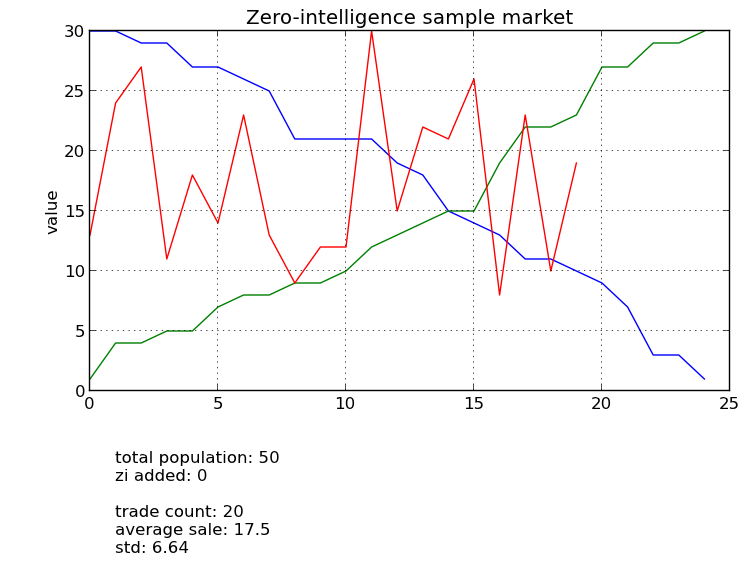 Zero-intelligence sample market
30
25
20
15
10
5
0
value
0 5 10 15 20 25
total population: 50
zi added: 0
trade count: 20
average sale: 17.5
std: 6.64